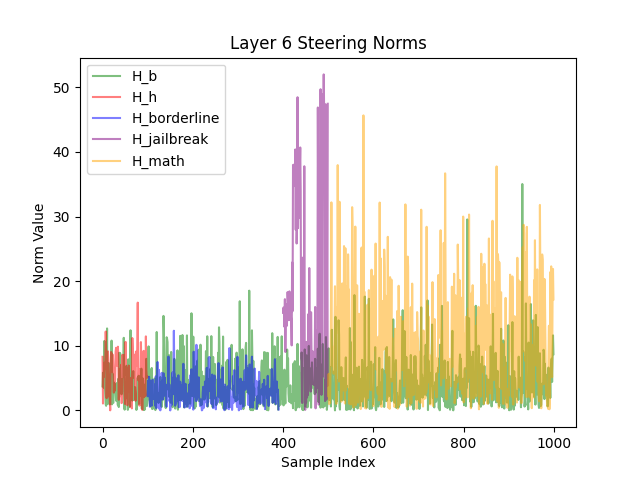 Layer 6 Steering Norms
H_b
H_h
H_borderline
H_jailbreak
H_math
Norm Value
50
40
30
20
10
0
0 200 400 600 800 1000
Sample Index